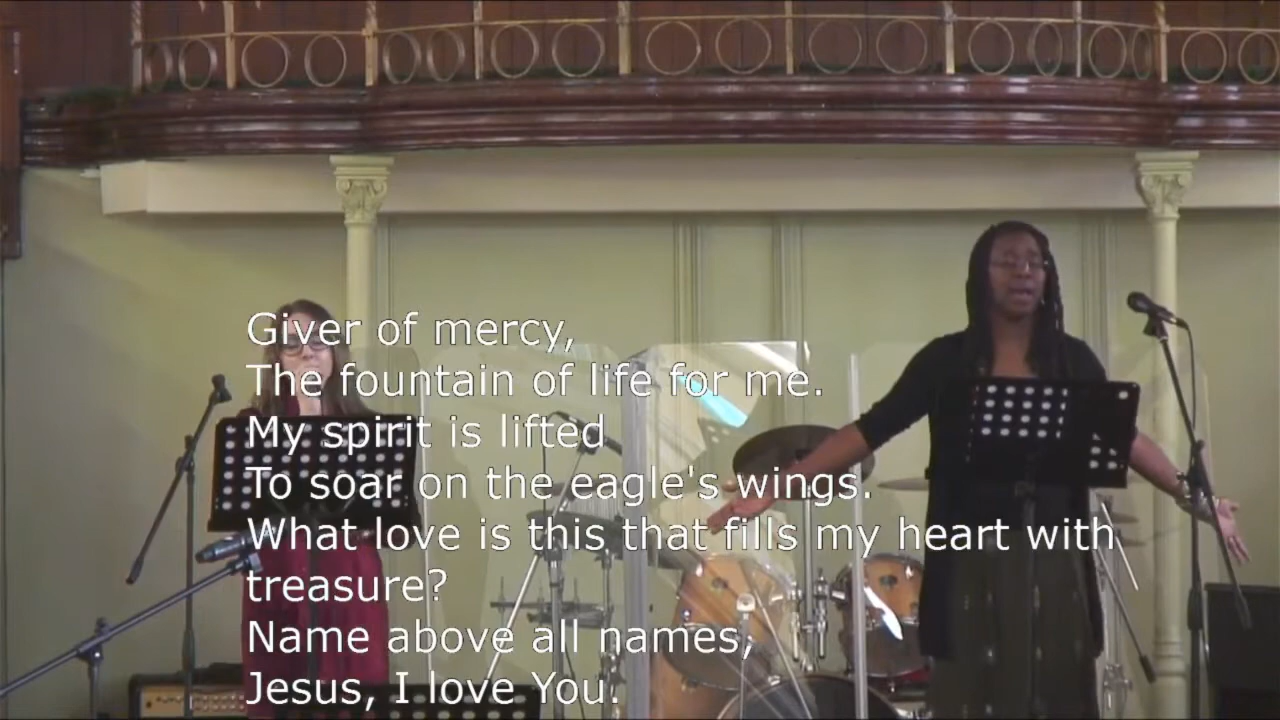 Giver of mercy,
The fountain of life for me.
My spirit is lifted
To soar on the eagle's wings.
What love is this that fills my heart with
treasure?
Name above all names,
Jesus, I love You.